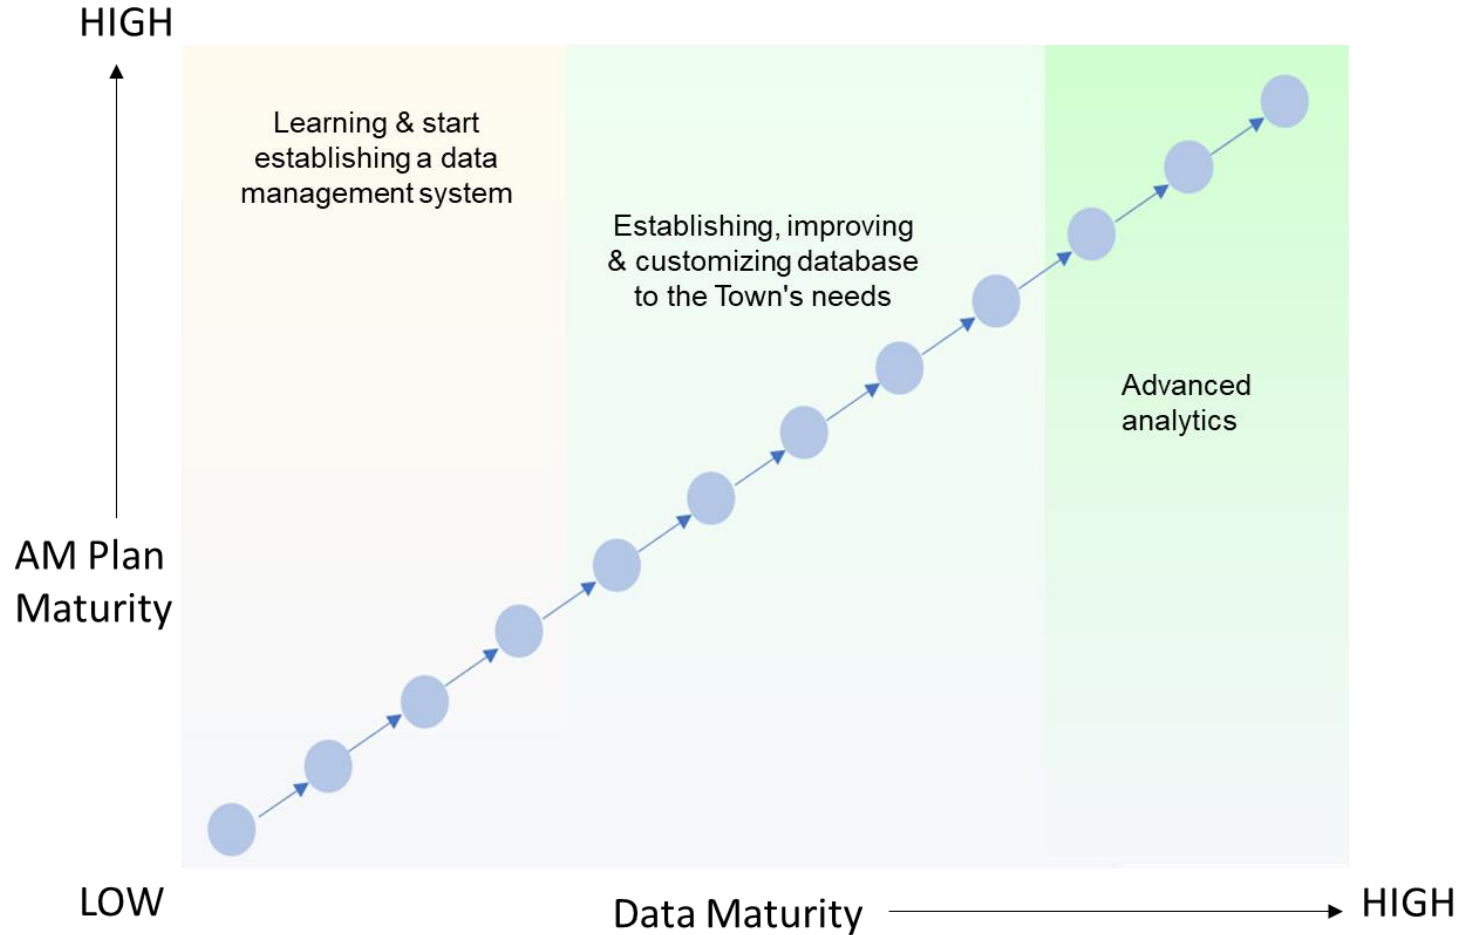 HIGH
Learning & start
establishing a data
management system
Establishing, improving
& customizing database
to the Town's needs
Advanced
analytics
AM Plan
Maturity
LOW
Data Maturity
HIGH